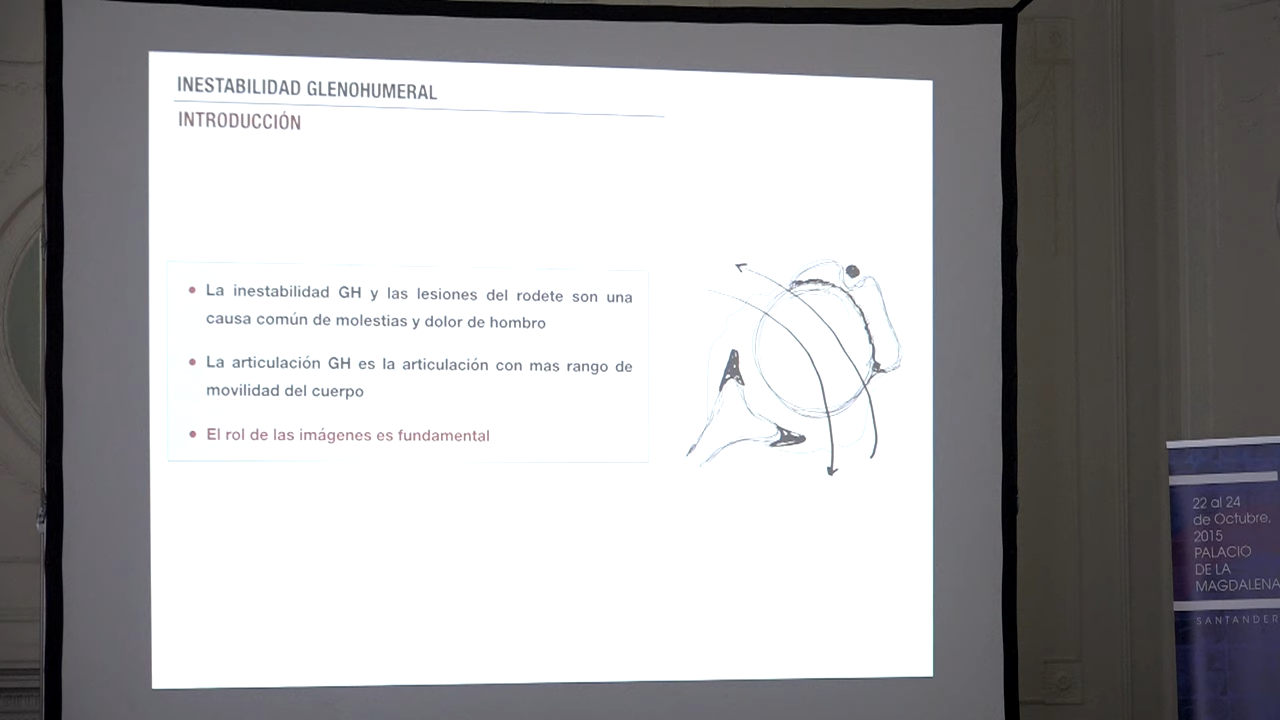 INESTABILIDAD GLENOHUMERAL
INTRODUCCIÓN
La inestabilidad GH y las lesiones del rodete son una
causa común de molestias y dolor de hombro
La articulación GH es la articulación con mas rango de
movilidad del cuerpo
El rol de las imágenes es fundamental
22 al 24
de Octubre,
2015
PALACIO
DE LA
MAGDALENA
SANTANDER